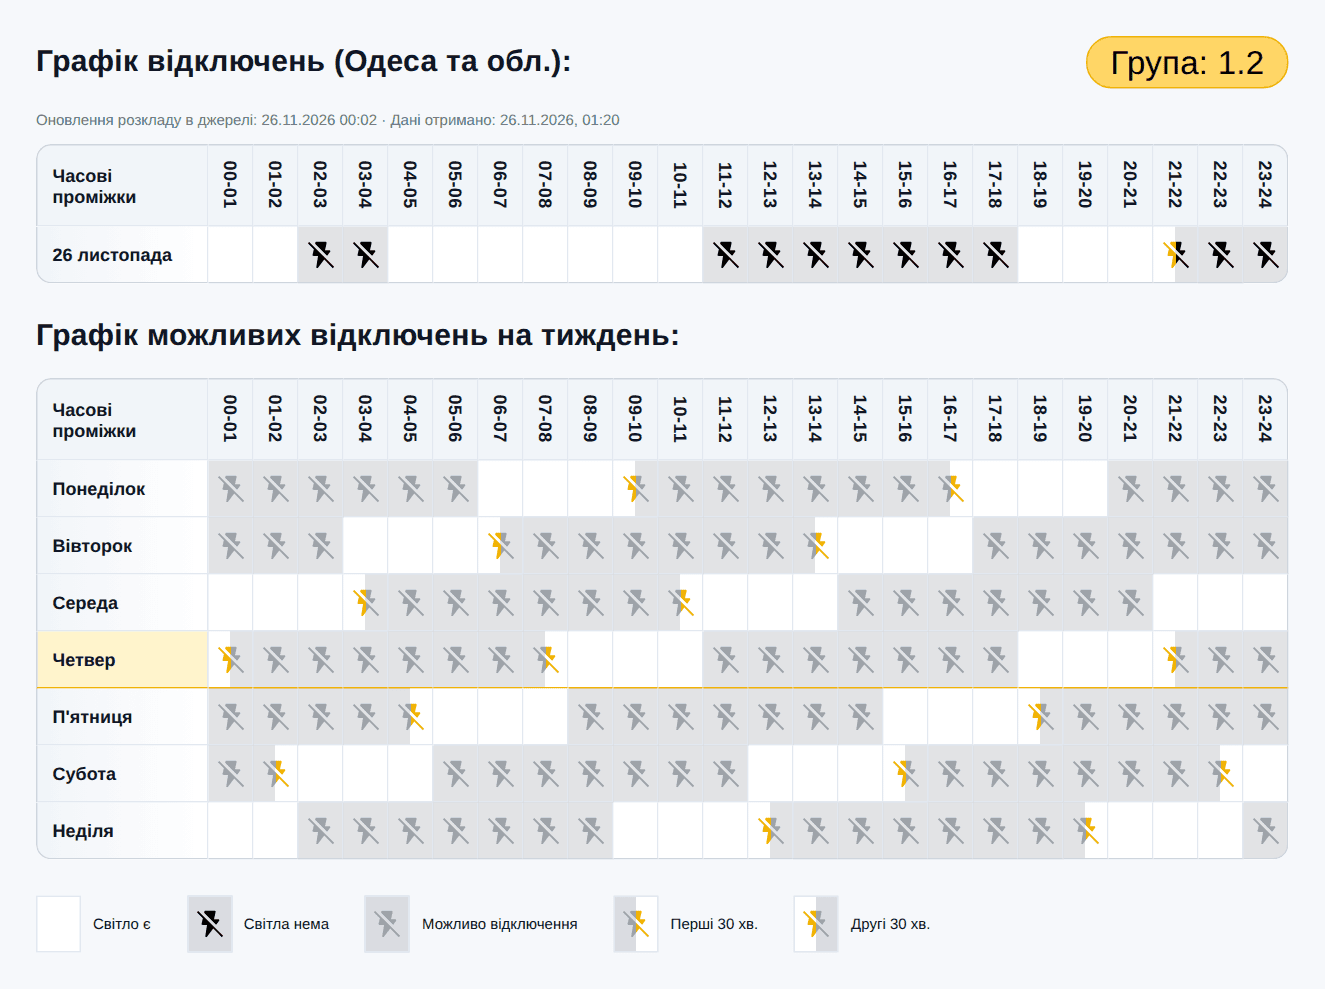 Графік відключень (Одеса та обл.):
Група: 1.2
Оновлення розкладу в джерелі: 26.11.2026 00:02 · Дані отримано: 26.11.2026, 01:20
Часові
проміжки
00-01 01-02 02-03 03-04 04-05 05-06 06-07 07-08 08-09 09-10 10-11 11-12 12-13 13-14 14-15 15-16 16-17 17-18 18-19 19-20 20-21 21-22 22-23 23-24
26 листопада
Графік можливих відключень на тиждень:
Часові
проміжки
00-01 01-02 02-03 03-04 04-05 05-06 06-07 07-08 08-09 09-10 10-11 11-12 12-13 13-14 14-15 15-16 16-17 17-18 18-19 19-20 20-21 21-22 22-23 23-24
Понеділок
Вівторок
Середа
Четвер
П'ятниця
Субота
Неділя
Світло є
Світла нема
Можливо відключення
Перші 30 хв.
Другі 30 хв.